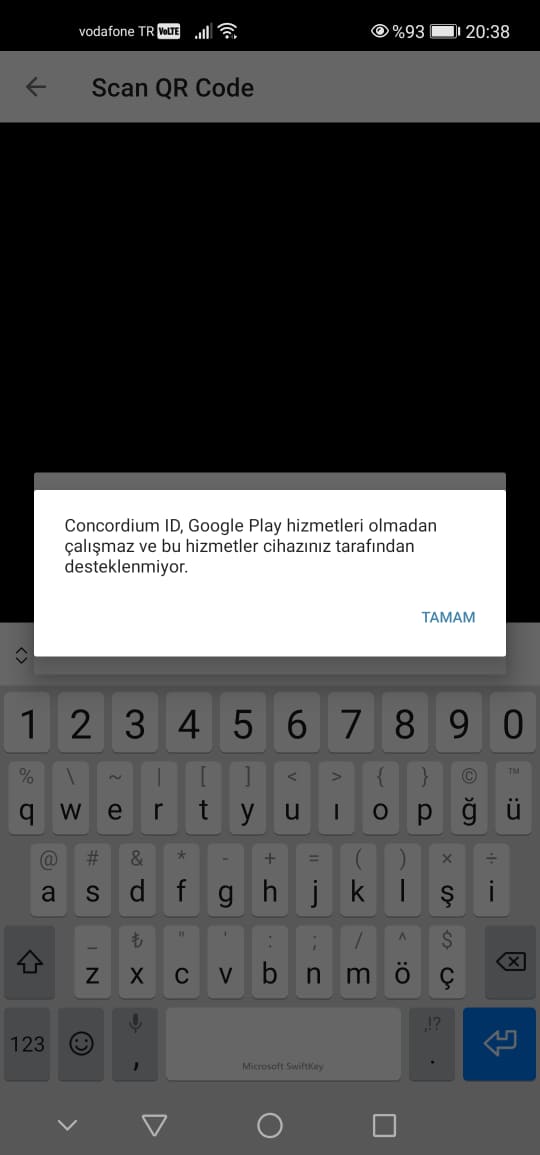 vodafone TR VoLTE %93 20:38
Scan QR Code
Concordium ID, Google Play hizmetleri olmadan
çalışmaz ve bu hizmetler cihazınız tarafından
desteklenmiyor.
TAMAM
1 2 3 4 5 6 7 8 9 0
% \ ~ | [ ] < > { } © ™
q w e r t y u ı o p ğ ü
@ # & * - + = ( ) × ÷
a s d f g h j k l ş i
_ ₺ " ' : ; / ^ $
z x c v b n m ö ç
123 , Microsoft SwiftKey ,!? .